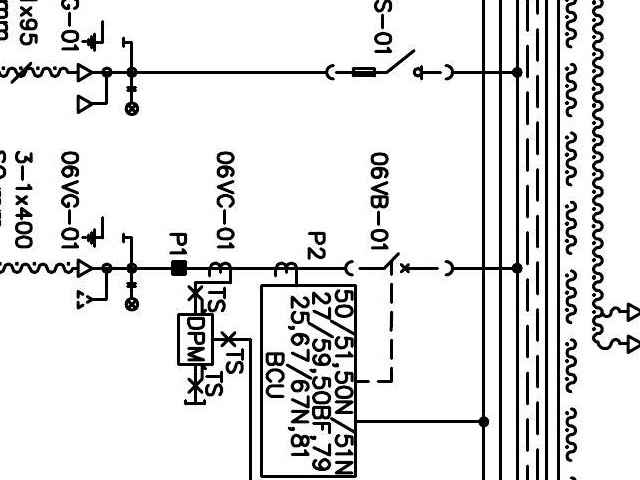 S-01
06VB-01
P2
50/51,50N/51N
27/59,50BF,79
25,67/67N,81
BCU
06VC-01
TS
TS
TS
DPM
P1
G-01
06VG-01
1x95
3-1x400
mm